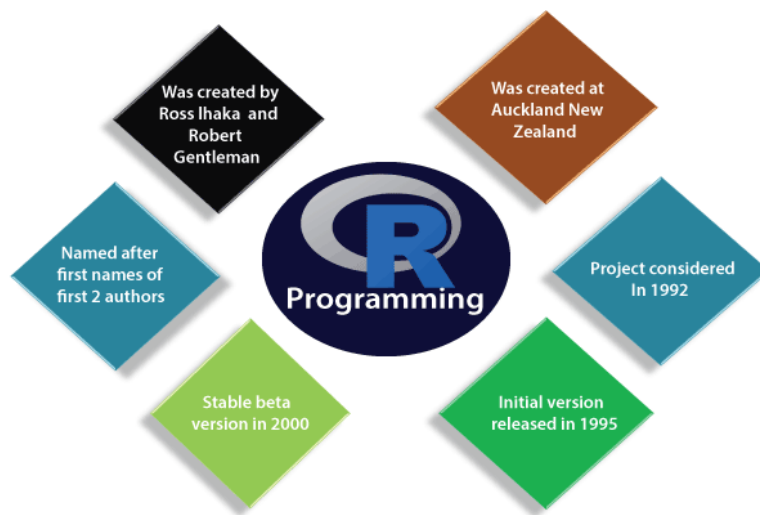 Was created by
Ross Ihaka and
Robert
Gentleman
Was created at
Auckland New
Zealand
Named after
first names of
first 2 authors
R
Programming
Project considered
In 1992
Stable beta
version in 2000
Initial version
released in 1995